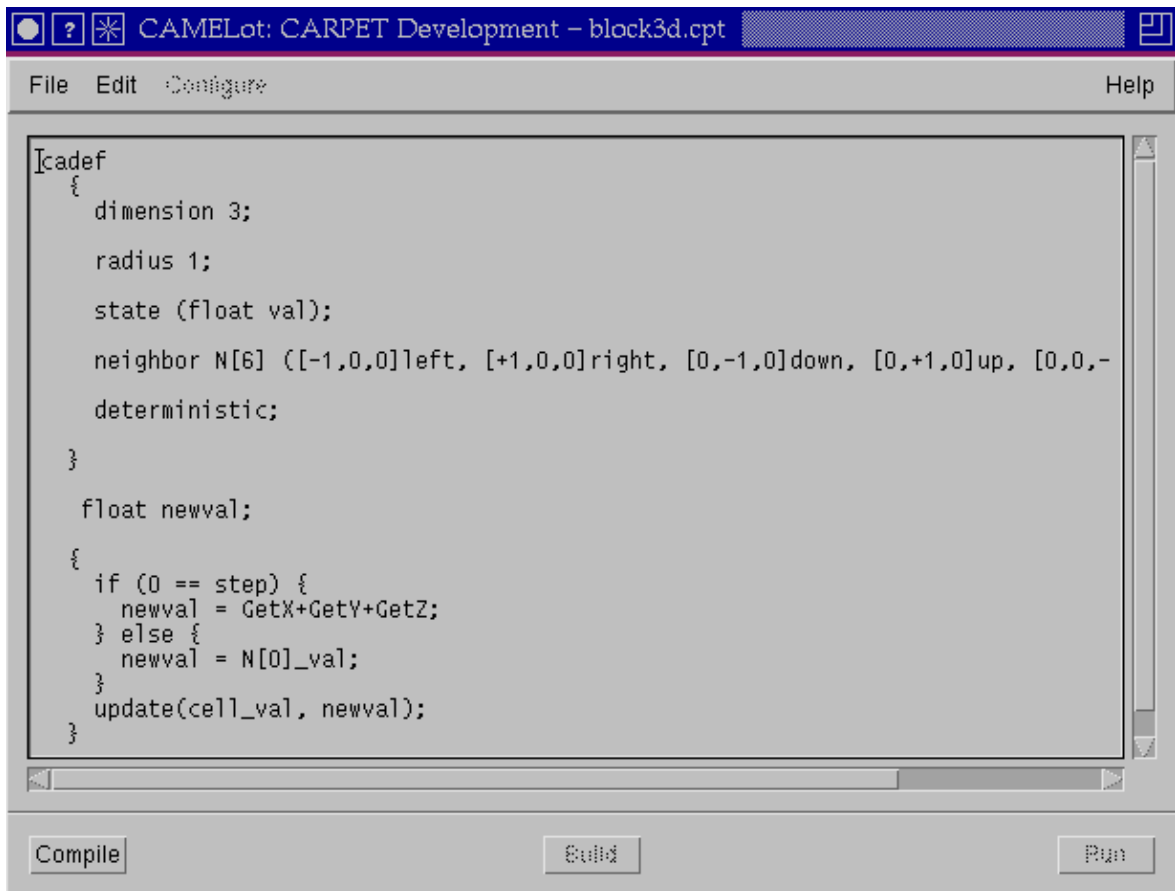 ? CAMELot: CARPET Development – block3d.cpt
File Edit Configure Help
cadef
{
dimension 3;
radius 1;
state (float val);
neighbor N[6] ([-1,0,0]left, [+1,0,0]right, [0,-1,0]down, [0,+1,0]up, [0,0,-
deterministic;
}
float newval;
{
if (0 == step) {
newval = GetX+GetY+GetZ;
} else {
newval = N[0]_val;
}
update(cell_val, newval);
}
Compile Build Run